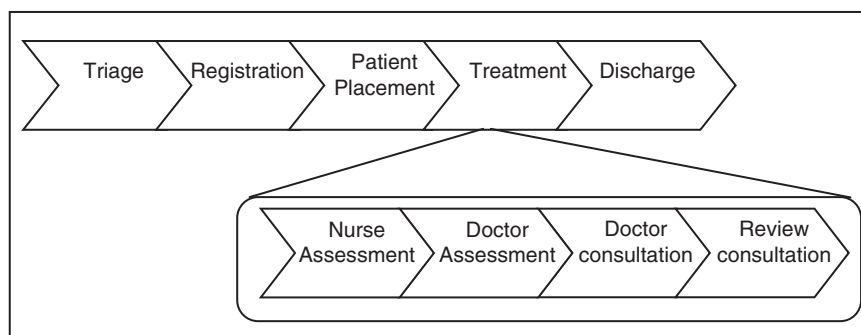 Triage
Registration
Patient
Placement
Treatment
Discharge
Nurse
Assessment
Doctor
Assessment
Doctor
consultation
Review
consultation